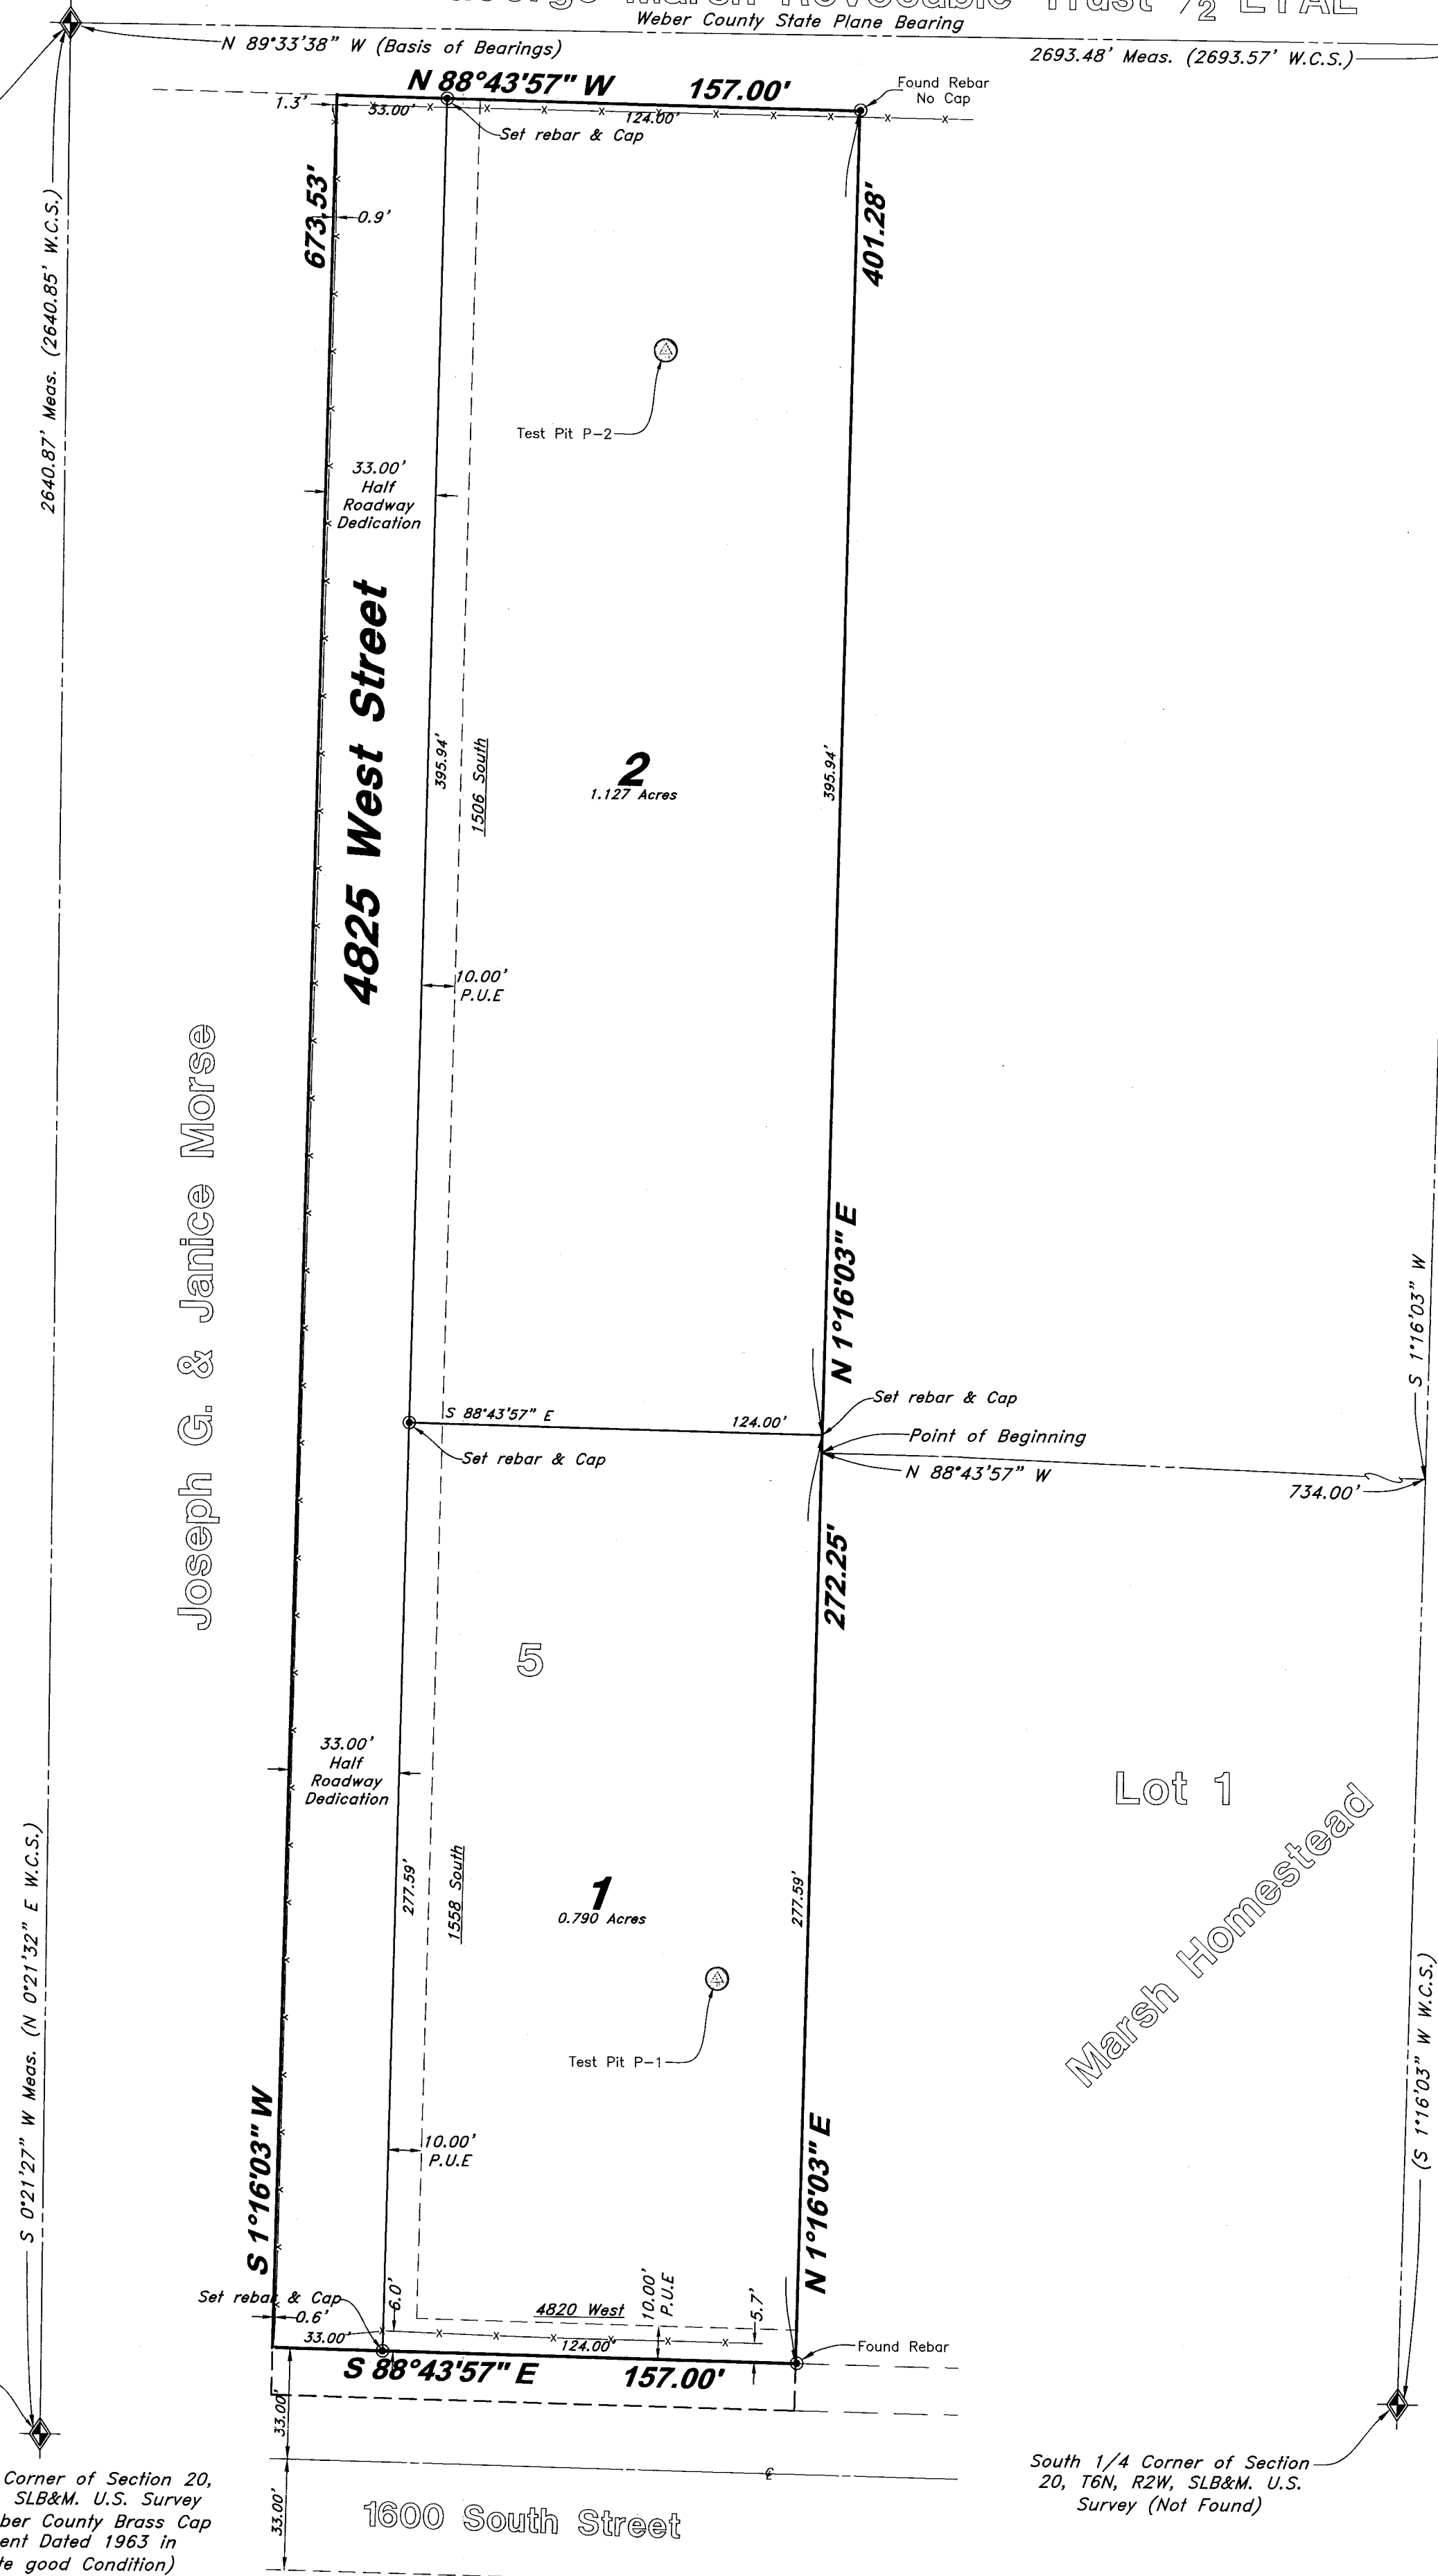 George Marsh Revocable Trust 1/2 ETAL
Weber County State Plane Bearing
N 89°33'38" W (Basis of Bearings)
2693.48' Meas. (2693.57' W.C.S.)
N 88°43'57" W 157.00'
Found Rebar
No Cap
1.3'
33.00'
124.00'
Set rebar & Cap
673.53'
0.9'
401.28'
2640.87' Meas. (2640.85' W.C.S.)
Test Pit P-2
33.00'
Half
Roadway
Dedication
4825 West Street
395.94'
1506 South
2
1.127 Acres
395.94'
10.00'
P.U.E
Joseph G. & Janice Morse
N 1°16'03" E
S 1°16'03" W
Set rebar & Cap
S 88°43'57" E
124.00'
Point of Beginning
Set rebar & Cap
N 88°43'57" W
734.00'
272.25'
5
33.00'
Half
Roadway
Dedication
Lot 1
Marsh Homestead
277.59'
1558 South
1
0.790 Acres
277.59'
S 0°21'27" W Meas. (N 0°21'32" E W.C.S.)
(S 1°16'03" W W.C.S.)
Test Pit P-1
S 1°16'03" W
10.00'
P.U.E
N 1°16'03" E
Set rebar & Cap
0.6'
6.0'
4820 West
10.00'
P.U.E
5.7'
33.00'
124.00'
Found Rebar
S 88°43'57" E 157.00'
33.00'
33.00'
℄
1600 South Street
South 1/4 Corner of Section
20, T6N, R2W, SLB&M. U.S.
Survey (Not Found)
Corner of Section 20,
SLB&M. U.S. Survey
ber County Brass Cap
ent Dated 1963 in
te good Condition)